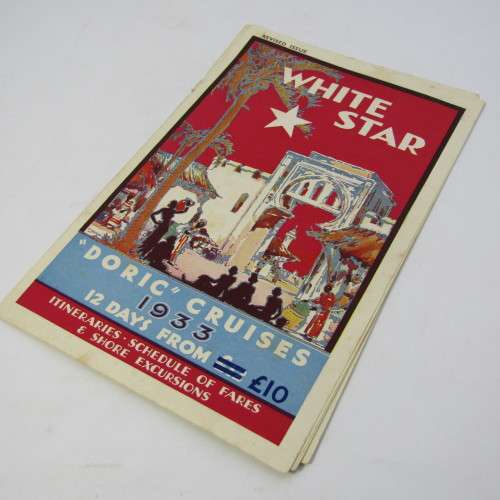 REVISED ISSUE
WHITE
STAR
"DORIC" CRUISES
1933
12 DAYS FROM £10
ITINERARIES · SCHEDULE OF FARES
& SHORE EXCURSIONS